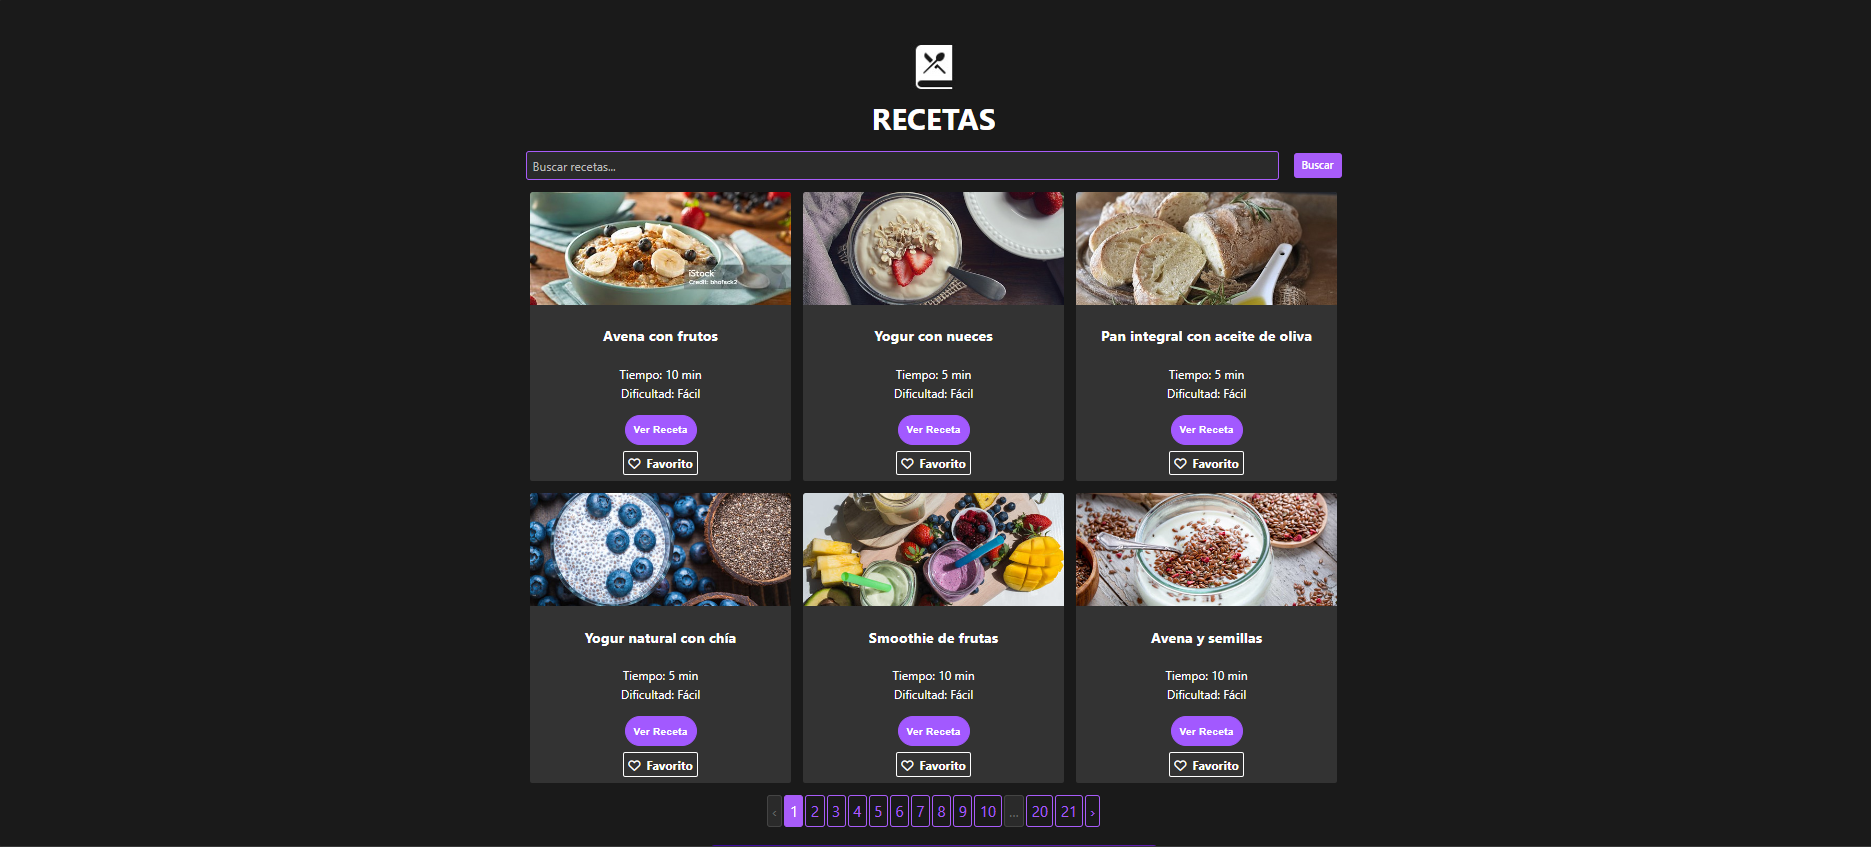 RECETAS
Buscar recetas...
Buscar
iStock
Credit: bhofack2
Avena con frutos
Tiempo: 10 min
Dificultad: Fácil
Ver Receta
Favorito
Yogur con nueces
Tiempo: 5 min
Dificultad: Fácil
Ver Receta
Favorito
Pan integral con aceite de oliva
Tiempo: 5 min
Dificultad: Fácil
Ver Receta
Favorito
Yogur natural con chía
Tiempo: 5 min
Dificultad: Fácil
Ver Receta
Favorito
Smoothie de frutas
Tiempo: 10 min
Dificultad: Fácil
Ver Receta
Favorito
Avena y semillas
Tiempo: 10 min
Dificultad: Fácil
Ver Receta
Favorito
‹ 1 2 3 4 5 6 7 8 9 10 ... 20 21 ›